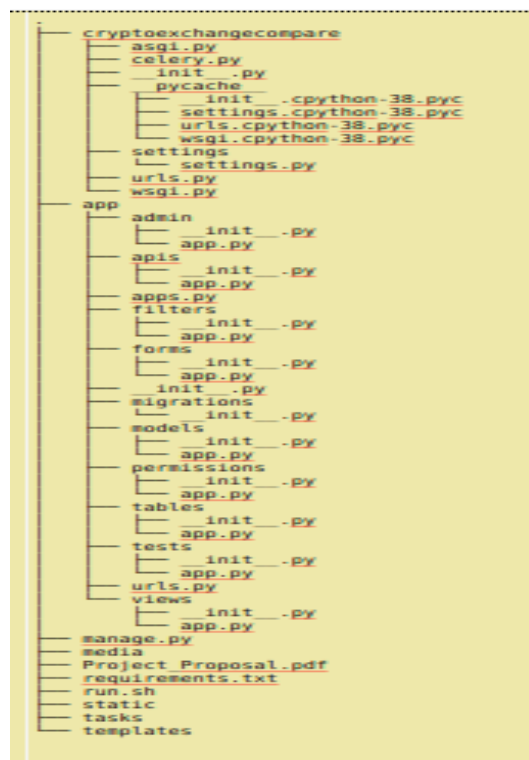 .
├── cryptoexchangecompare
│   ├── asgi.py
│   ├── celery.py
│   ├── __init__.py
│   ├── __pycache__
│   │   ├── __init__.cpython-38.pyc
│   │   ├── settings.cpython-38.pyc
│   │   ├── urls.cpython-38.pyc
│   │   └── wsgi.cpython-38.pyc
│   ├── settings
│   │   └── settings.py
│   ├── urls.py
│   └── wsgi.py
├── app
│   ├── admin
│   │   ├── __init__.py
│   │   └── app.py
│   ├── apis
│   │   ├── __init__.py
│   │   └── app.py
│   ├── apps.py
│   ├── filters
│   │   ├── __init__.py
│   │   └── app.py
│   ├── forms
│   │   ├── __init__.py
│   │   └── app.py
│   ├── __init__.py
│   ├── migrations
│   │   └── __init__.py
│   ├── models
│   │   ├── __init__.py
│   │   └── app.py
│   ├── permissions
│   │   ├── __init__.py
│   │   └── app.py
│   ├── tables
│   │   ├── __init__.py
│   │   └── app.py
│   ├── tests
│   │   ├── __init__.py
│   │   └── app.py
│   ├── urls.py
│   └── views
│       ├── __init__.py
│       └── app.py
├── manage.py
├── media
├── Project_Proposal.pdf
├── requirements.txt
├── run.sh
├── static
├── tasks
└── templates